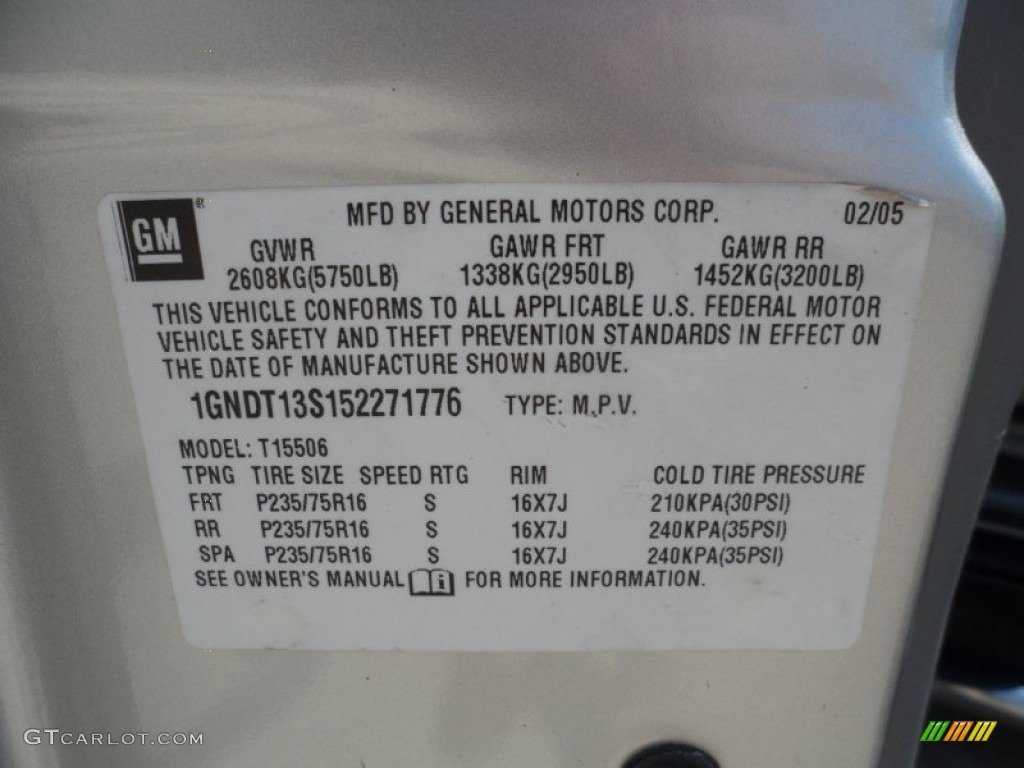 GM® MFD BY GENERAL MOTORS CORP. 02/05
GVWR GAWR FRT GAWR RR
2608KG(5750LB) 1338KG(2950LB) 1452KG(3200LB)
THIS VEHICLE CONFORMS TO ALL APPLICABLE U.S. FEDERAL MOTOR
VEHICLE SAFETY AND THEFT PREVENTION STANDARDS IN EFFECT ON
THE DATE OF MANUFACTURE SHOWN ABOVE.
1GNDT13S152271776 TYPE: M.P.V.
MODEL: T15506
TPNG TIRE SIZE SPEED RTG RIM COLD TIRE PRESSURE
FRT P235/75R16 S 16X7J 210KPA(30PSI)
RR P235/75R16 S 16X7J 240KPA(35PSI)
SPA P235/75R16 S 16X7J 240KPA(35PSI)
SEE OWNER'S MANUAL i FOR MORE INFORMATION.
GTCARLOT.COM